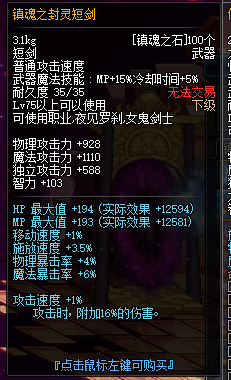 镇魂之封灵短剑
3.1kg [镇魂之石]100个
短剑 武器
普通攻击速度
武器魔法技能: MP+15%冷却时间+5%
耐久度 35/35 无法交易
Lv75以上可以使用 下级
可使用职业,夜见罗刹,女鬼剑士
物理攻击力 +928
魔法攻击力 +1110
独立攻击力 +588
智力 +103
HP 最大值 +194 (实际效果 +12594)
MP 最大值 +193 (实际效果 +12581)
移动速度 +1%
施放速度 +3.5%
物理暴击率 +4%
魔法暴击率 +6%
攻击速度 +1%
攻击时, 附加16%的伤害。
『点击鼠标左键可购买』